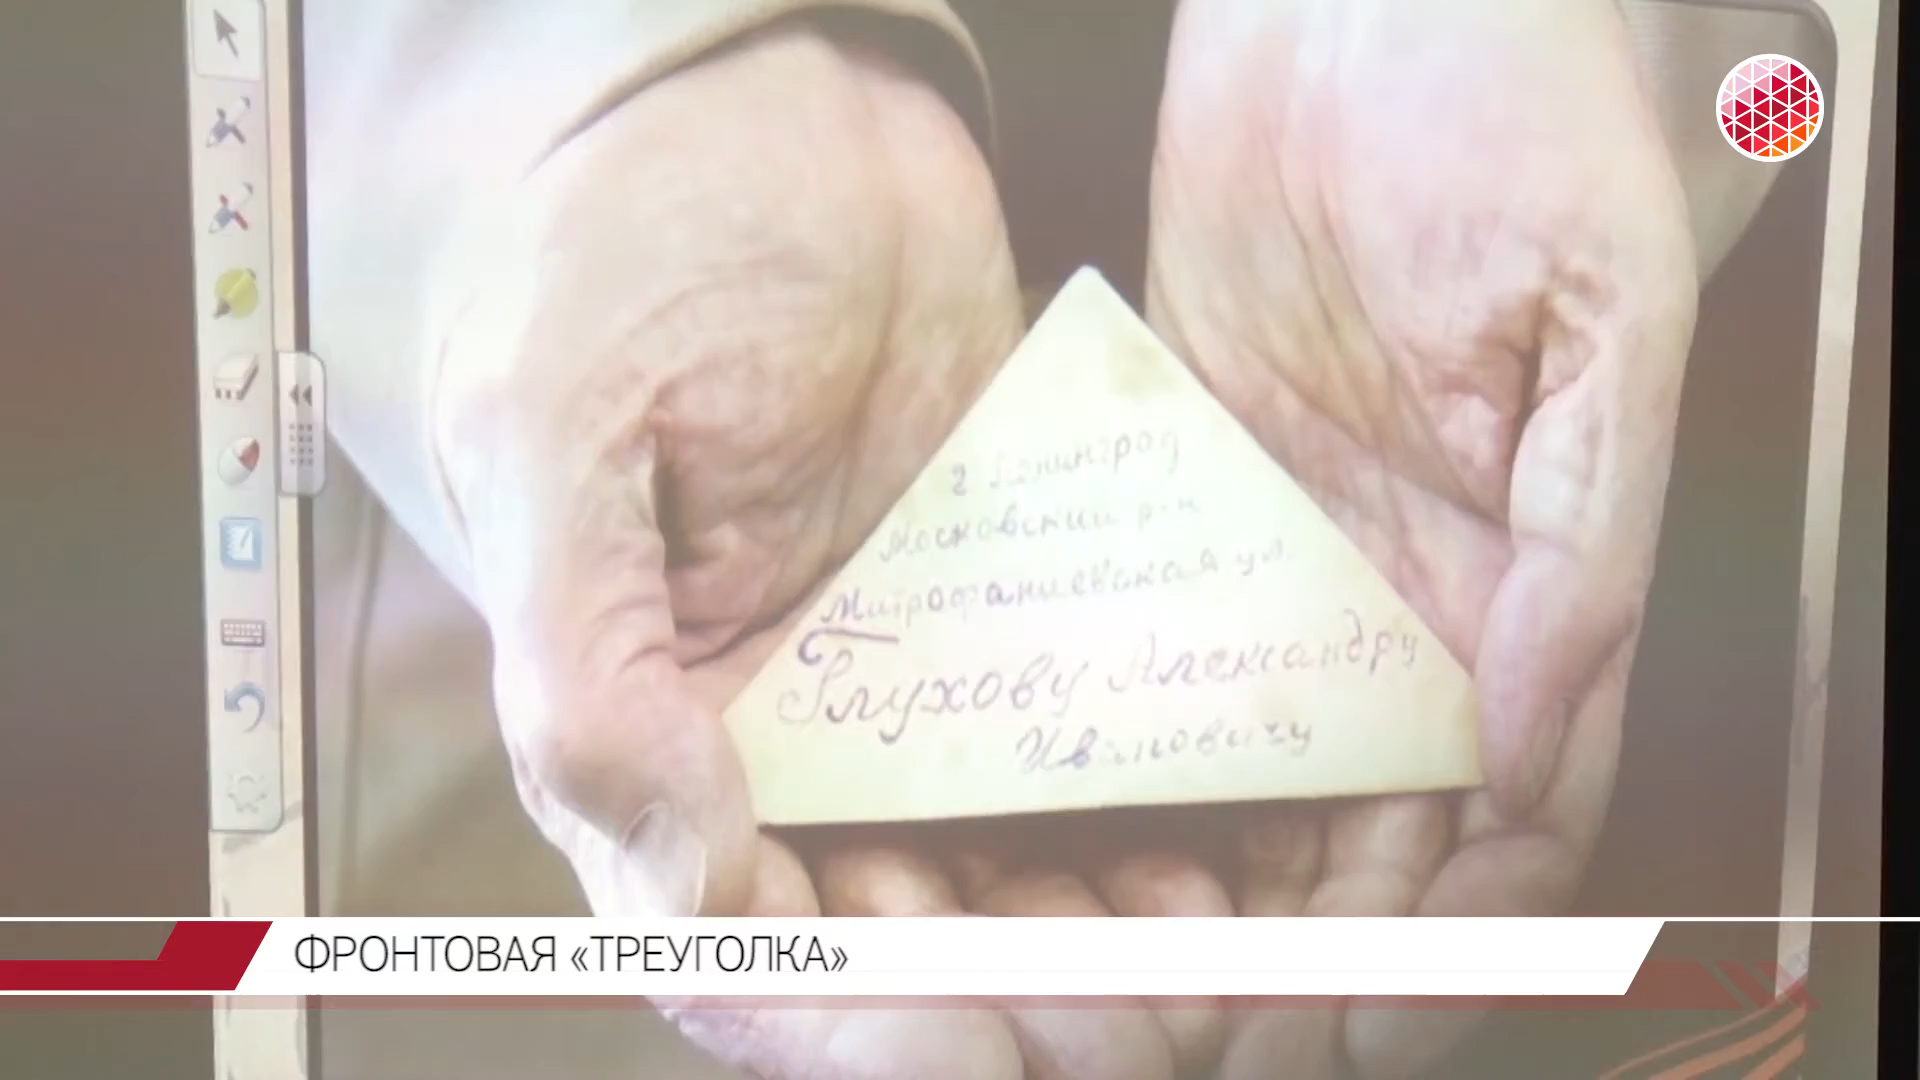 г Ленинград
Московский р-н
Митрофаниевская ул.
Глухову Александру
Ивановичу
ФРОНТОВАЯ «ТРЕУГОЛКА»